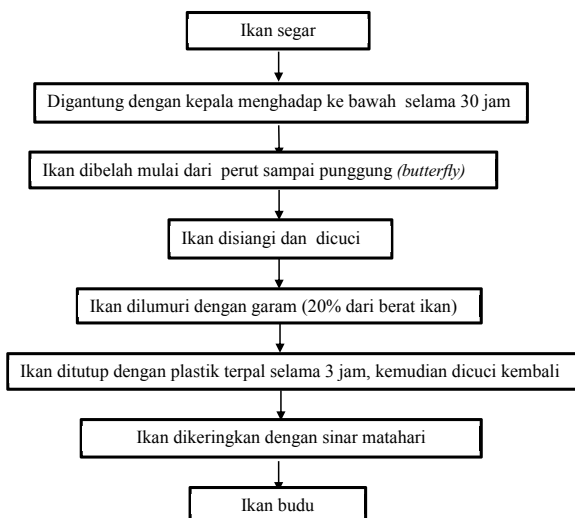 Ikan segar
Digantung dengan kepala menghadap ke bawah selama 30 jam
Ikan dibelah mulai dari perut sampai punggung (butterfly)
Ikan disiangi dan dicuci
Ikan dilumuri dengan garam (20% dari berat ikan)
Ikan ditutup dengan plastik terpal selama 3 jam, kemudian dicuci kembali
Ikan dikeringkan dengan sinar matahari
Ikan budu